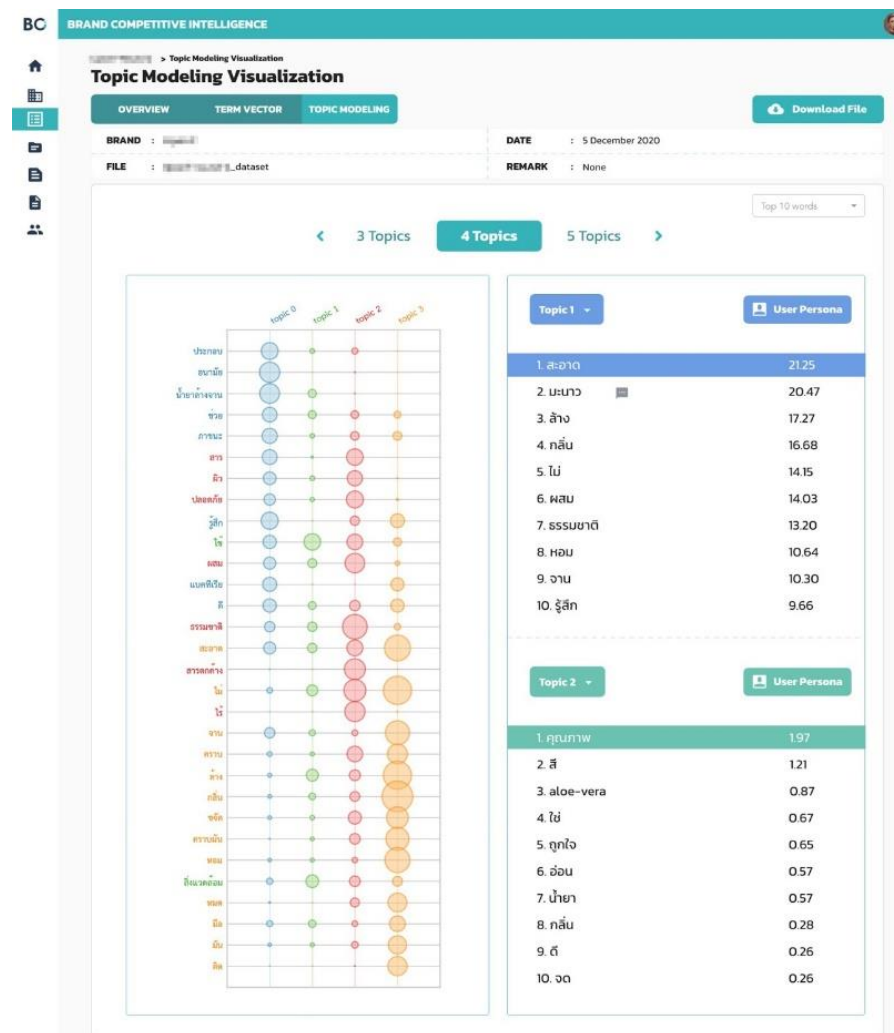 BC BRAND COMPETITIVE INTELLIGENCE
> Topic Modeling Visualization
Topic Modeling Visualization
OVERVIEW TERM VECTOR TOPIC MODELING Download File
BRAND : DATE : 5 December 2020
FILE : _dataset REMARK : None
Top 10 words
3 Topics 4 Topics 5 Topics
topic 0 topic 1 topic 2 topic 3
ประกอบ
อนามัย
น้ำยาล้างจาน
ช่วย
ภาชนะ
สาร
ผิว
ปลอดภัย
รู้สึก
ใช้
ผสม
แบคทีเรีย
ดี
ธรรมชาติ
สะอาด
สารตกค้าง
ไม่
ไร้
จาน
คราบ
ล้าง
กลิ่น
ขจัด
คราบมัน
หอม
สิ่งแวดล้อม
หมด
มือ
มัน
ติด
Topic 1 User Persona
1. สะอาด 21.25
2. มะนาว 20.47
3. ล้าง 17.27
4. กลิ่น 16.68
5. ไม่ 14.15
6. ผสม 14.03
7. ธรรมชาติ 13.20
8. หอม 10.64
9. จาน 10.30
10. รู้สึก 9.66
Topic 2 User Persona
1. คุณภาพ 1.97
2. สี 1.21
3. aloe-vera 0.87
4. ใช่ 0.67
5. ถูกใจ 0.65
6. อ่อน 0.57
7. น้ำยา 0.57
8. กลิ่น 0.28
9. ดี 0.26
10. จด 0.26